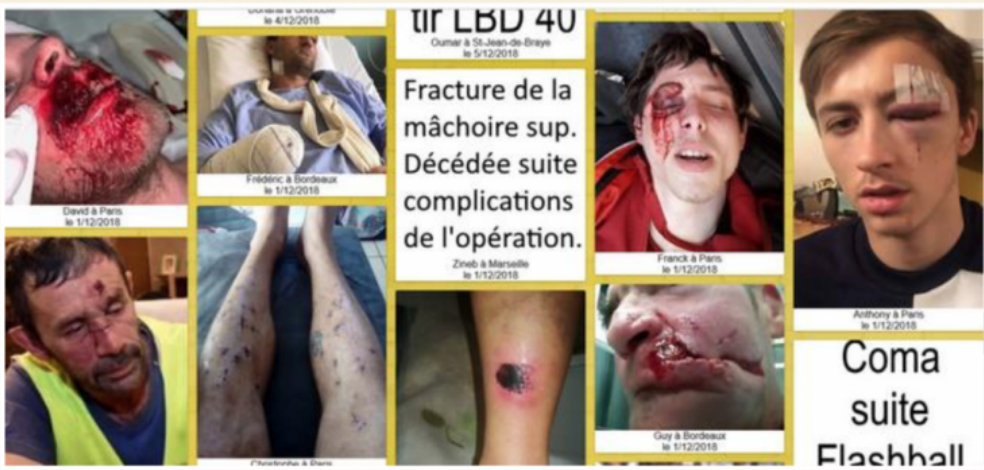 le 4/12/2018
tir LBD 40
Oumar à St-Jean-de-Braye
le 5/12/2018
Fracture de la
mâchoire sup.
Décédée suite
complications
de l'opération.
Zineb à Marseille
le 1/12/2018
David à Paris
le 1/12/2018
Frédéric à Bordeaux
le 1/12/2018
Franck à Paris
le 1/12/2018
Anthony à Paris
le 1/12/2018
Guy à Bordeaux
le 1/12/2018
Christophe à Paris
Coma
suite
Flashball